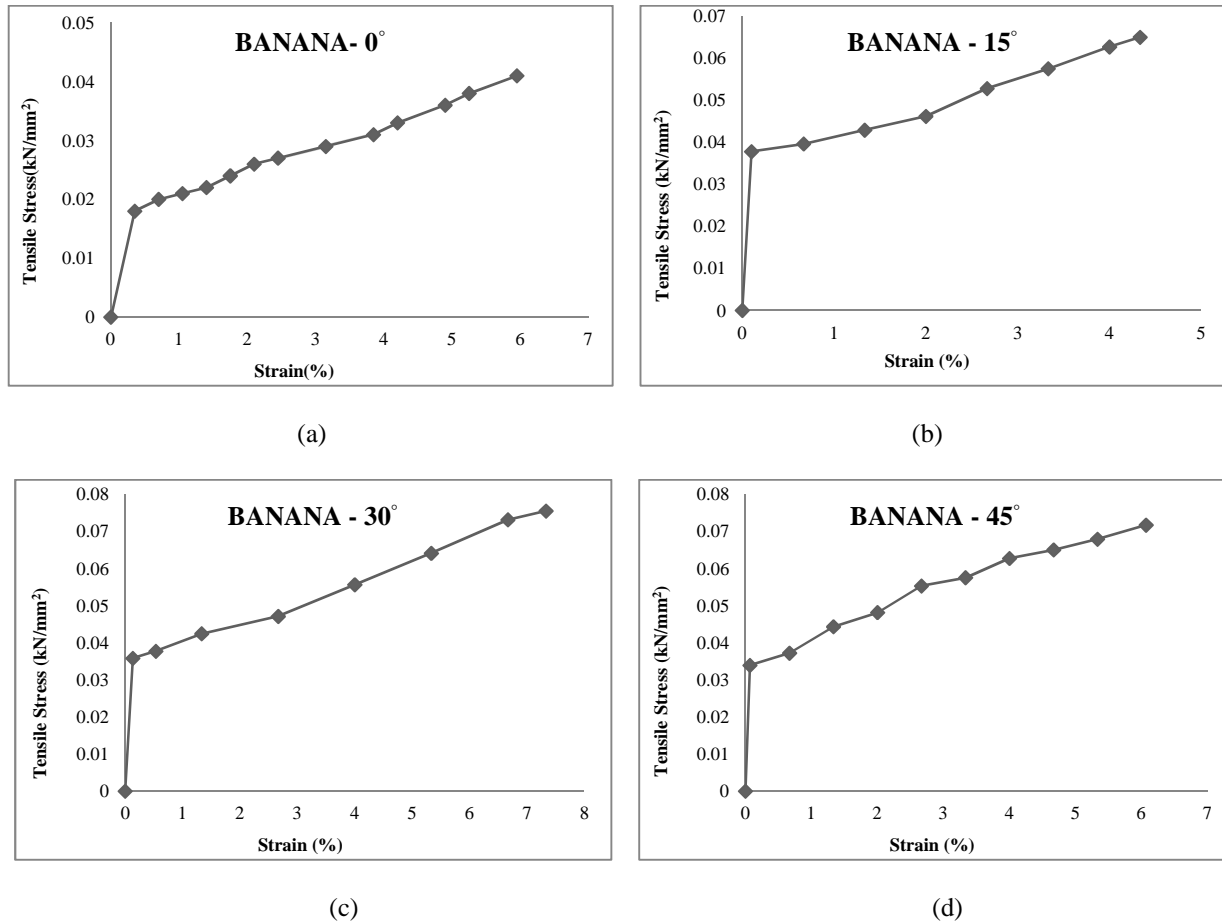 BANANA- 0°
Tensile Stress(kN/mm²)
0.05
0.04
0.03
0.02
0.01
0
0 1 2 3 4 5 6 7
Strain(%)
(a)
BANANA - 15°
Tensile Stress (kN/mm²)
0.07
0.06
0.05
0.04
0.03
0.02
0.01
0
0 1 2 3 4 5
Strain (%)
(b)
BANANA - 30°
Tensile Stress (kN/mm²)
0.08
0.07
0.06
0.05
0.04
0.03
0.02
0.01
0
0 1 2 3 4 5 6 7 8
Strain (%)
(c)
BANANA - 45°
Tensile Stress (kN/mm²)
0.08
0.07
0.06
0.05
0.04
0.03
0.02
0.01
0
0 1 2 3 4 5 6 7
Strain (%)
(d)